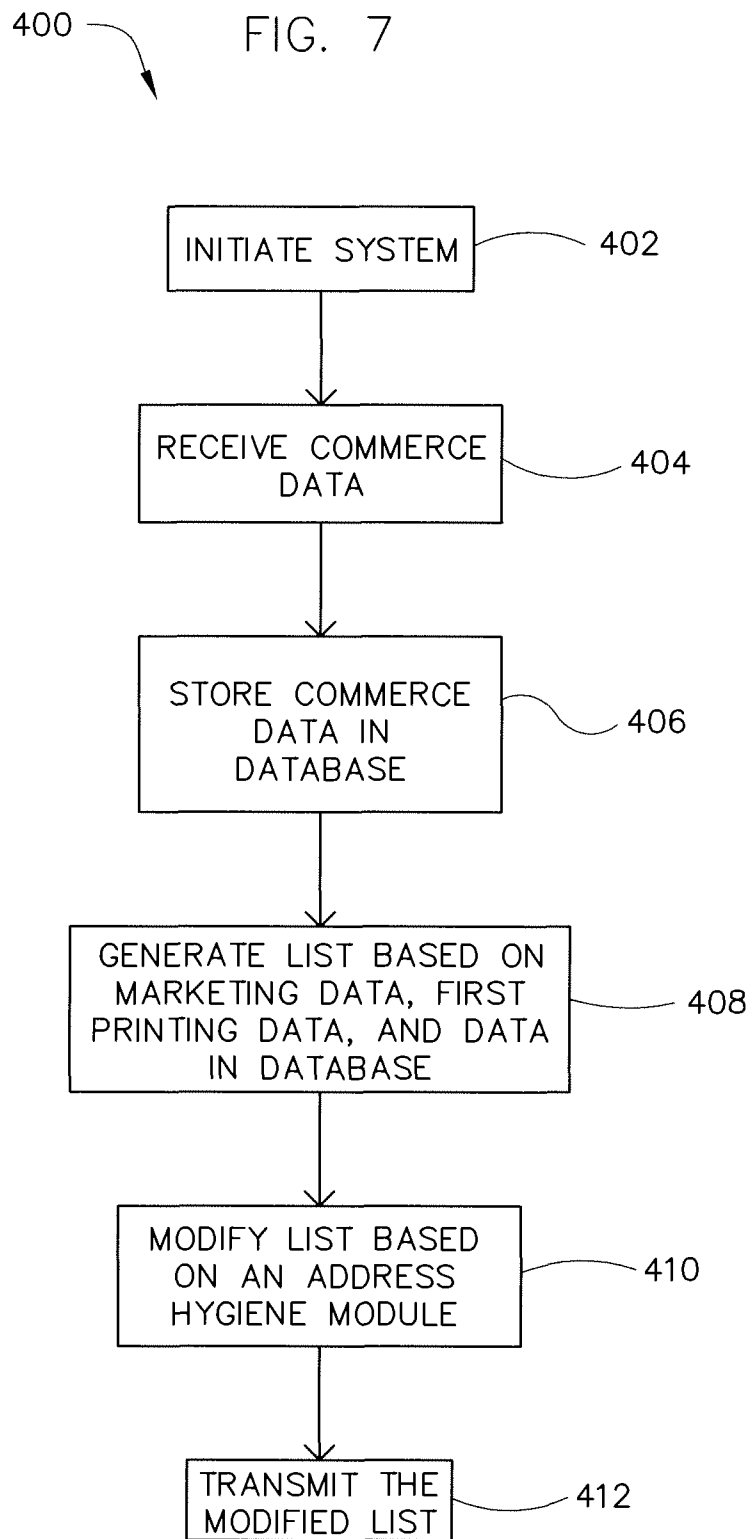 400
FIG. 7
INITIATE SYSTEM
402
RECEIVE COMMERCE
DATA
404
STORE COMMERCE
DATA IN
DATABASE
406
GENERATE LIST BASED ON
MARKETING DATA, FIRST
PRINTING DATA, AND DATA
IN DATABASE
408
MODIFY LIST BASED
ON AN ADDRESS
HYGIENE MODULE
410
TRANSMIT THE
MODIFIED LIST
412